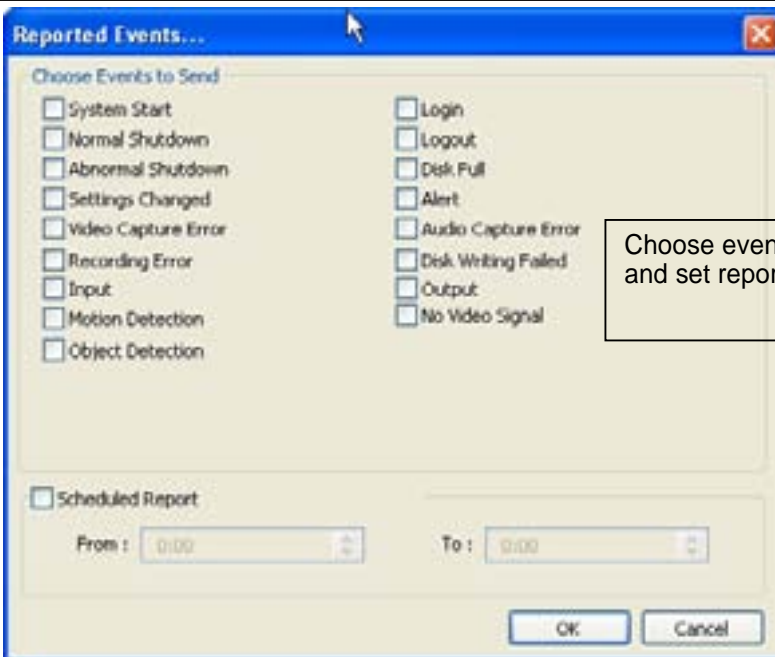 Reported Events...
Choose Events to Send
System Start
Normal Shutdown
Abnormal Shutdown
Settings Changed
Video Capture Error
Recording Error
Input
Motion Detection
Object Detection
Login
Logout
Disk Full
Alert
Audio Capture Error
Disk Writing Failed
Output
No Video Signal
Choose even
and set repor
Scheduled Report
From : 0:00 To : 0:00
OK Cancel